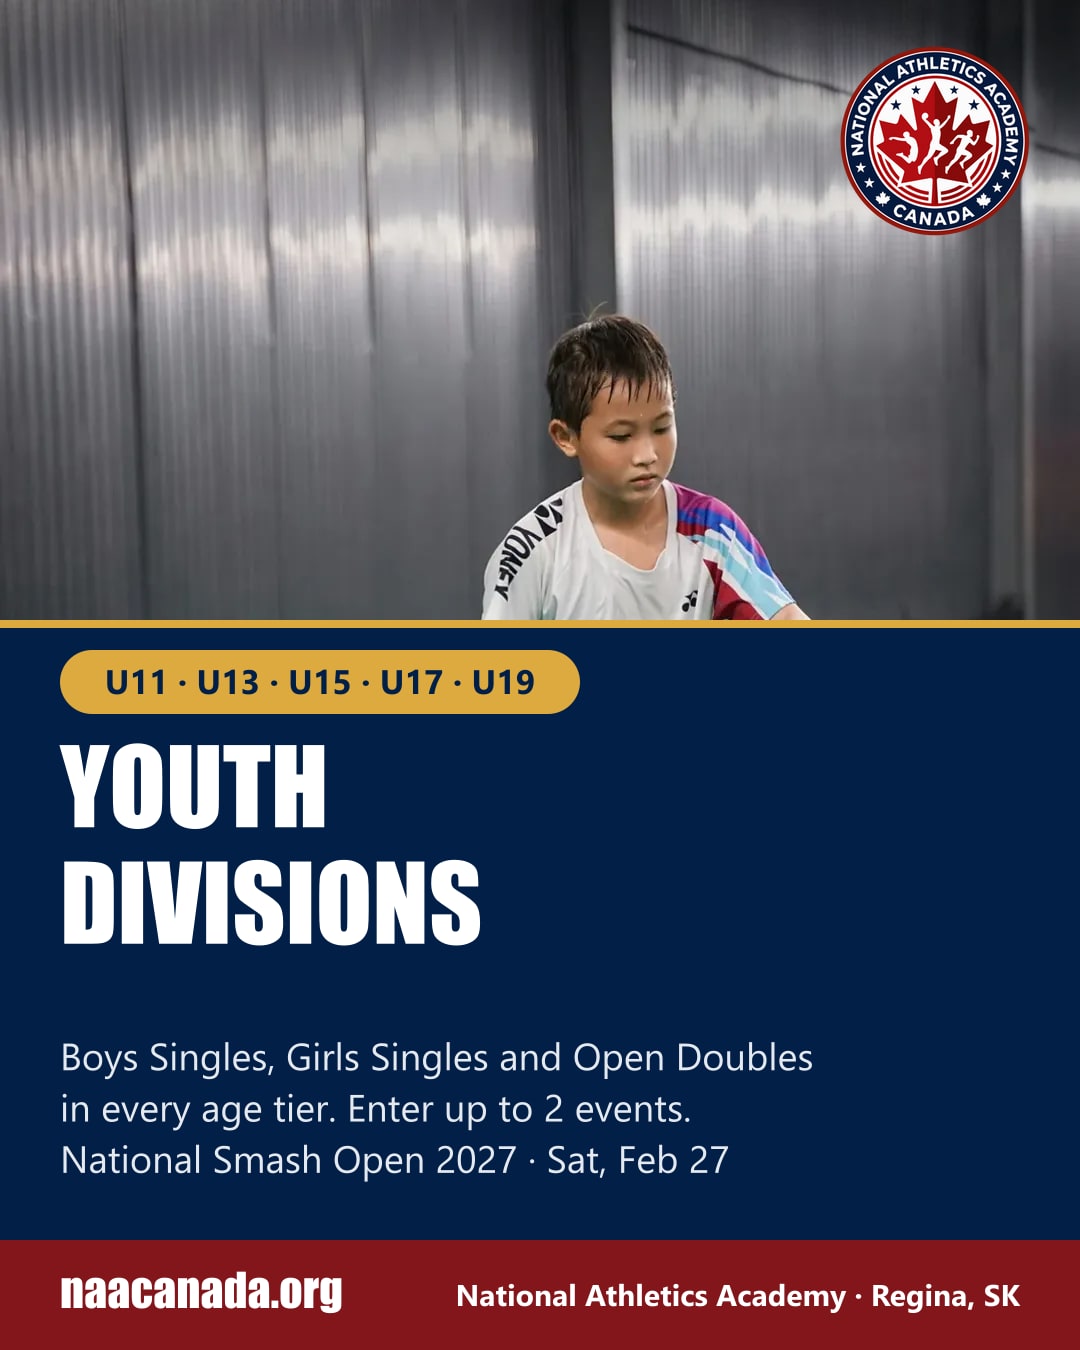 NATIONAL ATHLETICS ACADEMY
CANADA
YONEX
U11 · U13 · U15 · U17 · U19
YOUTH
DIVISIONS
Boys Singles, Girls Singles and Open Doubles
in every age tier. Enter up to 2 events.
National Smash Open 2027 · Sat, Feb 27
naacanada.org
National Athletics Academy · Regina, SK